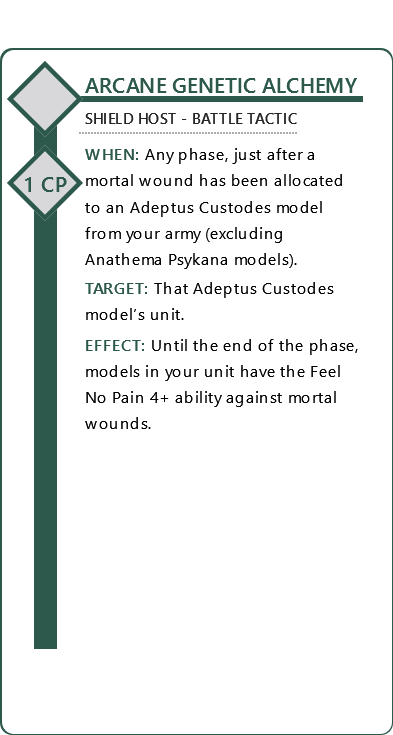 ARCANE GENETIC ALCHEMY
SHIELD HOST - BATTLE TACTIC
WHEN: Any phase, just after a
mortal wound has been allocated
to an Adeptus Custodes model
from your army (excluding
Anathema Psykana models).
1 CP
TARGET: That Adeptus Custodes
model's unit.
EFFECT: Until the end of the phase,
models in your unit have the Feel
No Pain 4+ ability against mortal
wounds.